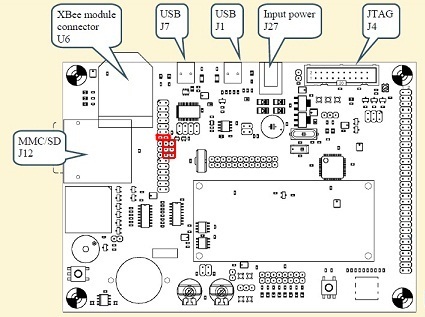 XBee module
connector
U6
USB
J7
USB
J1
Input power
J27
JTAG
J4
MMC/SD
J12